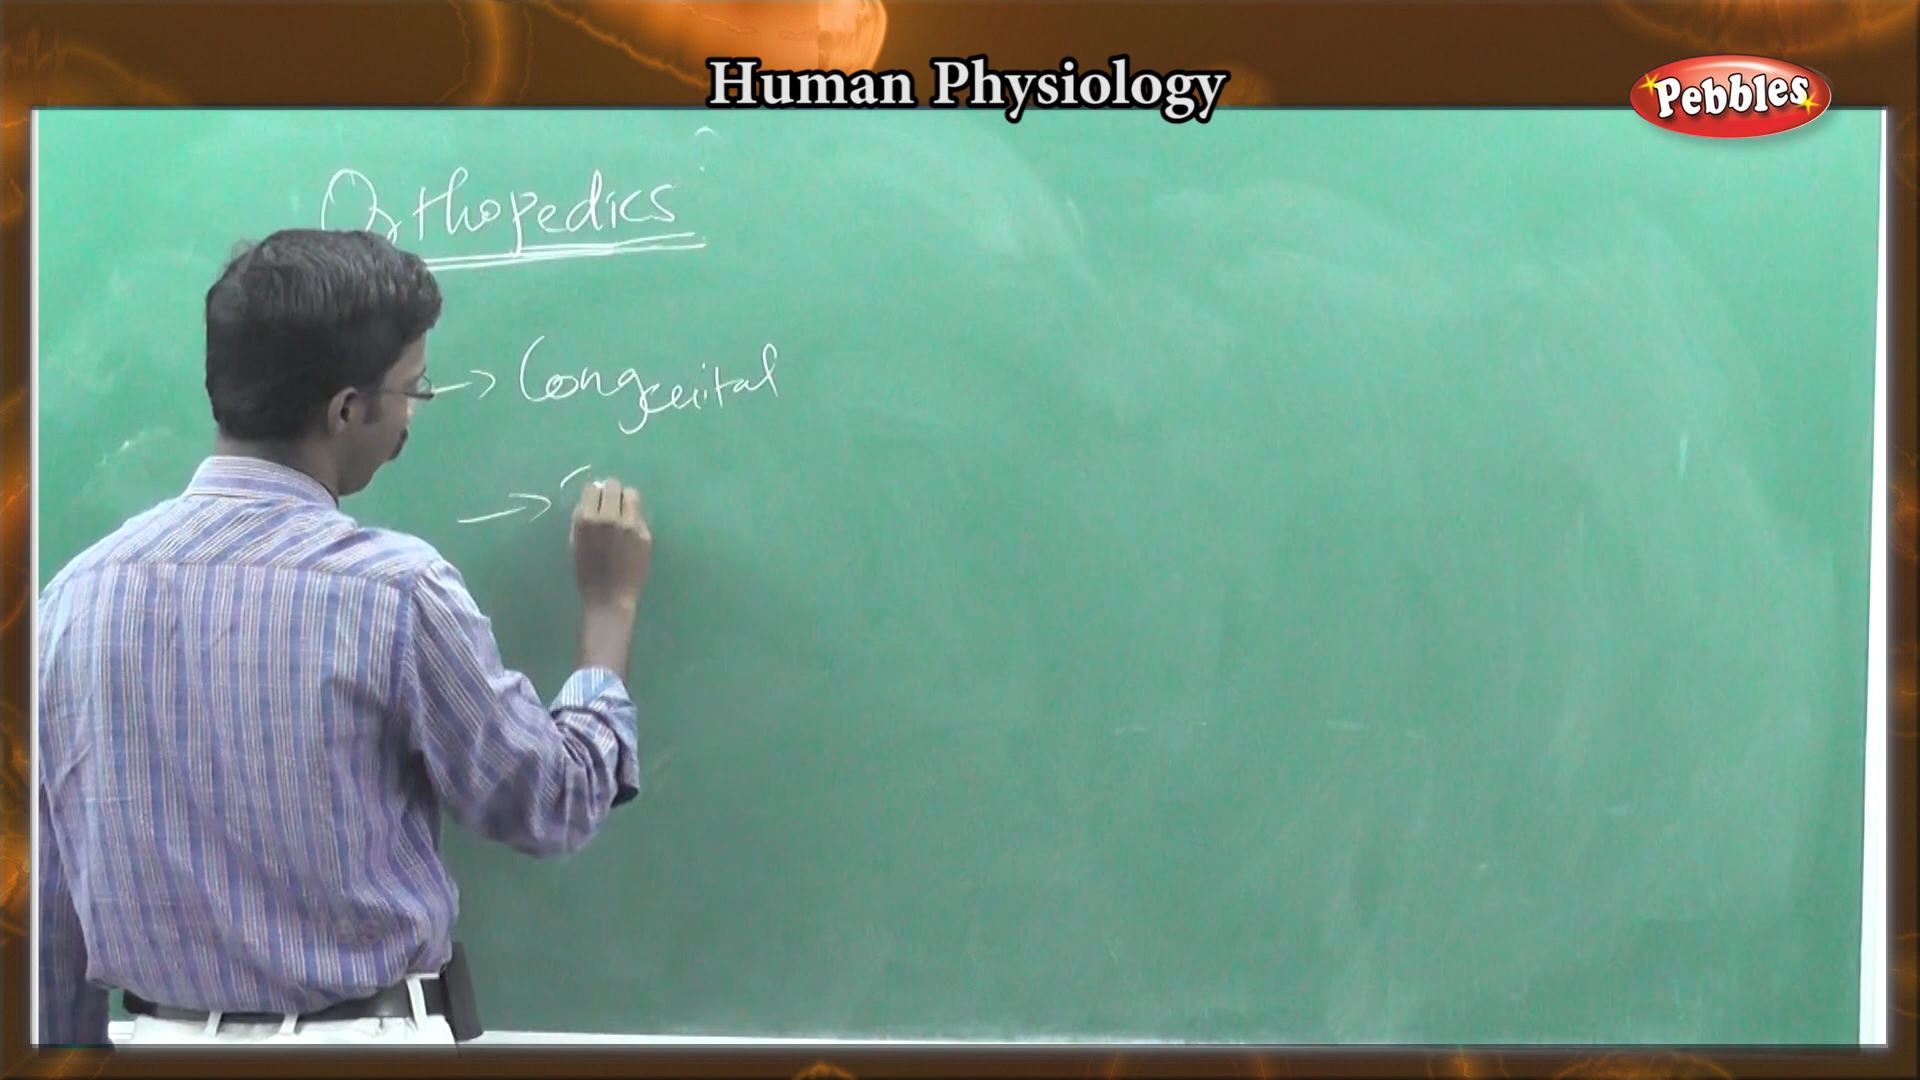 Human Physiology
Pebbles
Orthopedics
→ Congenital
→